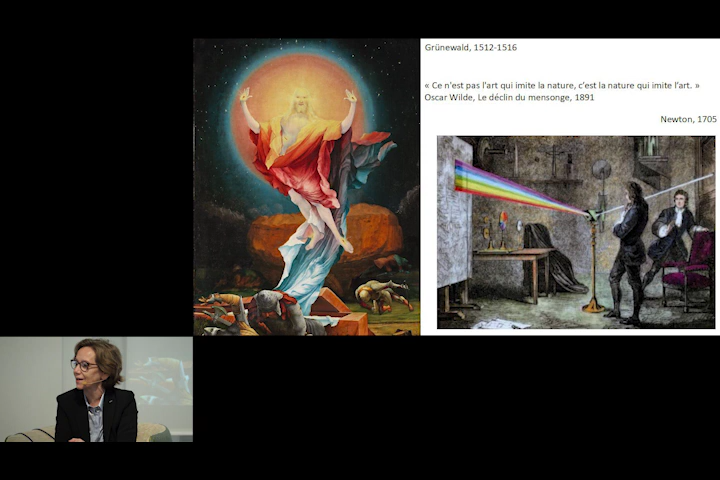 Grünewald, 1512-1516
« Ce n'est pas l'art qui imite la nature, c'est la nature qui imite l'art. »
Oscar Wilde, Le déclin du mensonge, 1891
Newton, 1705